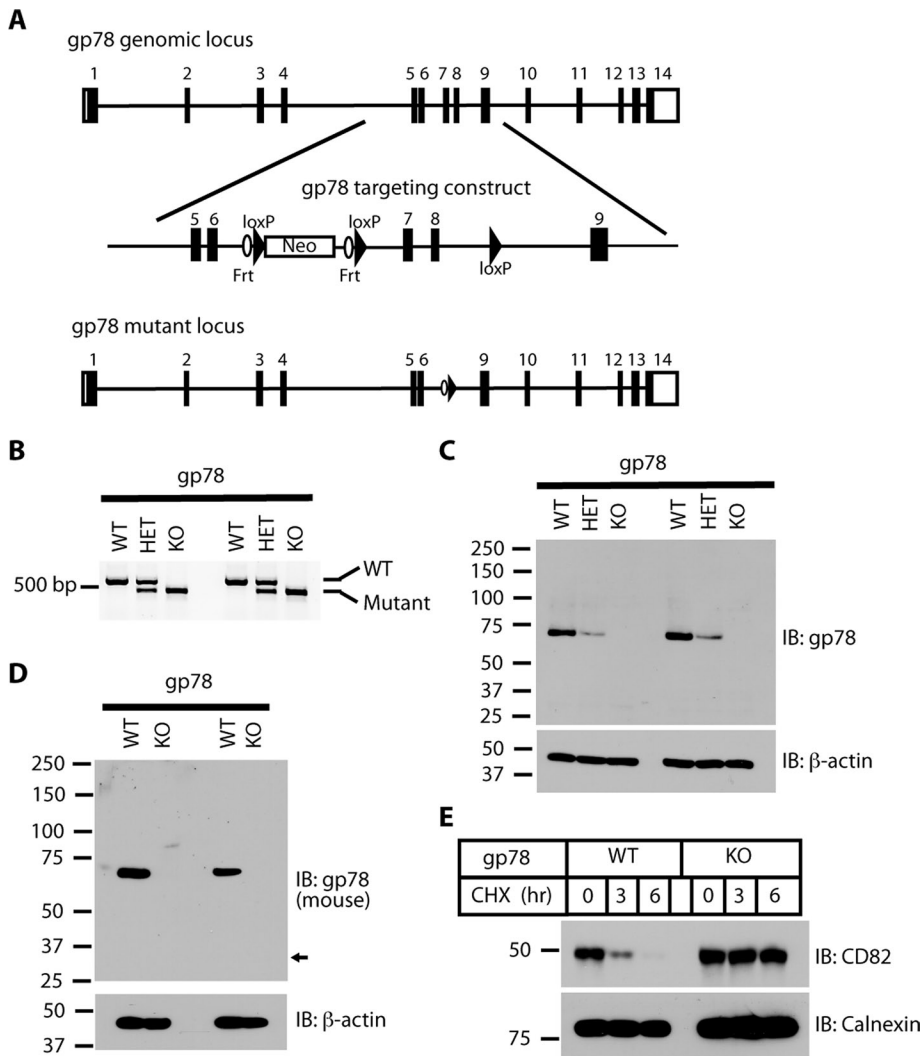 A
gp78 genomic locus
1 2 3 4 5 6 7 8 9 10 11 12 13 14
gp78 targeting construct
5 6 loxP loxP 7 8 9
Neo
Frt Frt loxP
gp78 mutant locus
1 2 3 4 5 6 9 10 11 12 13 14
B
gp78
WT HET KO WT HET KO
500 bp
WT
Mutant
C
gp78
WT HET KO WT HET KO
250
150
100
75
50
37
25
IB: gp78
50
37
IB: β-actin
D
gp78
WT KO WT KO
250
150
100
75
50
37
25
IB: gp78
(mouse)
50
37
IB: β-actin
E
gp78 WT KO
CHX (hr) 0 3 6 0 3 6
50
IB: CD82
75
IB: Calnexin